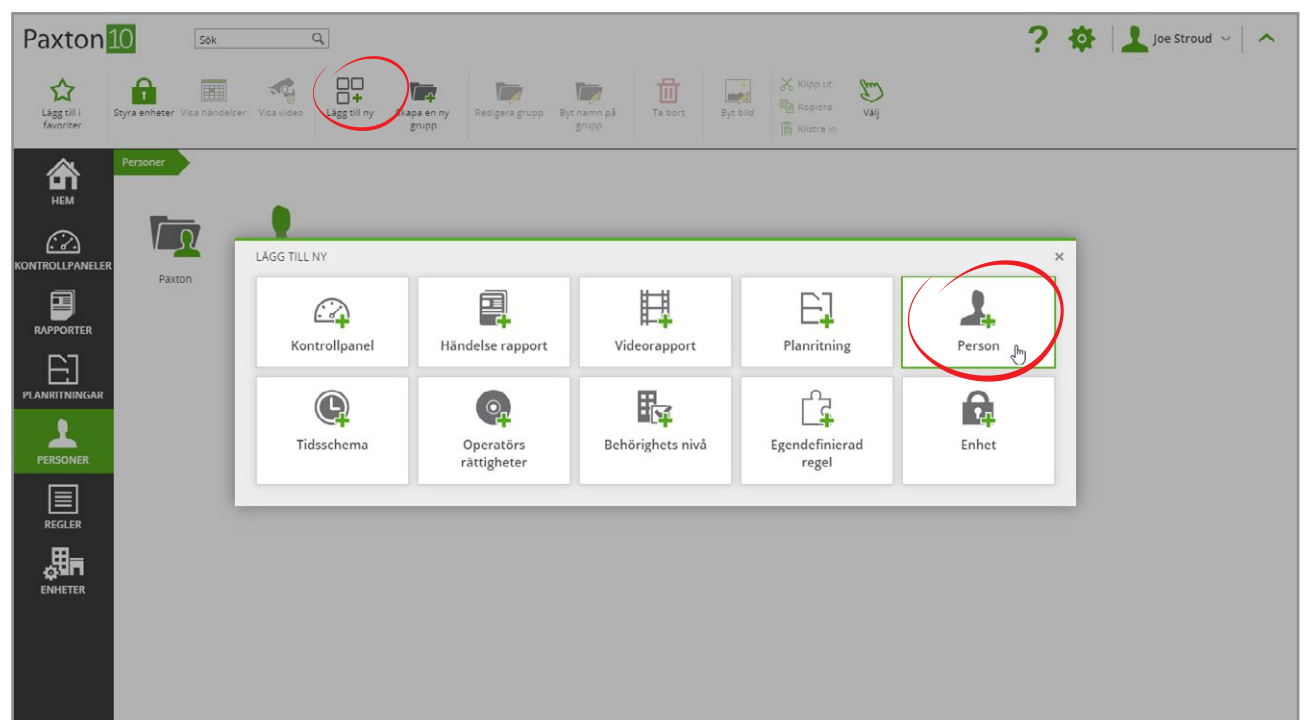 Paxton 10
Sök
Joe Stroud
Lägg till i
favoriter
Styra enheter
Visa händelser
Visa video
Lägg till ny
Skapa en ny
grupp
Redigera grupp
Byt namn på
grupp
Ta bort
Byt bild
Klipp ut
Kopiera
Klistra in
Välj
HEM
KONTROLLPANELER
RAPPORTER
PLANRITNINGAR
PERSONER
REGLER
ENHETER
Personer
Paxton
LÄGG TILL NY
Kontrollpanel
Händelse rapport
Videorapport
Planritning
Person
Tidsschema
Operatörs
rättigheter
Behörighets nivå
Egendefinierad
regel
Enhet